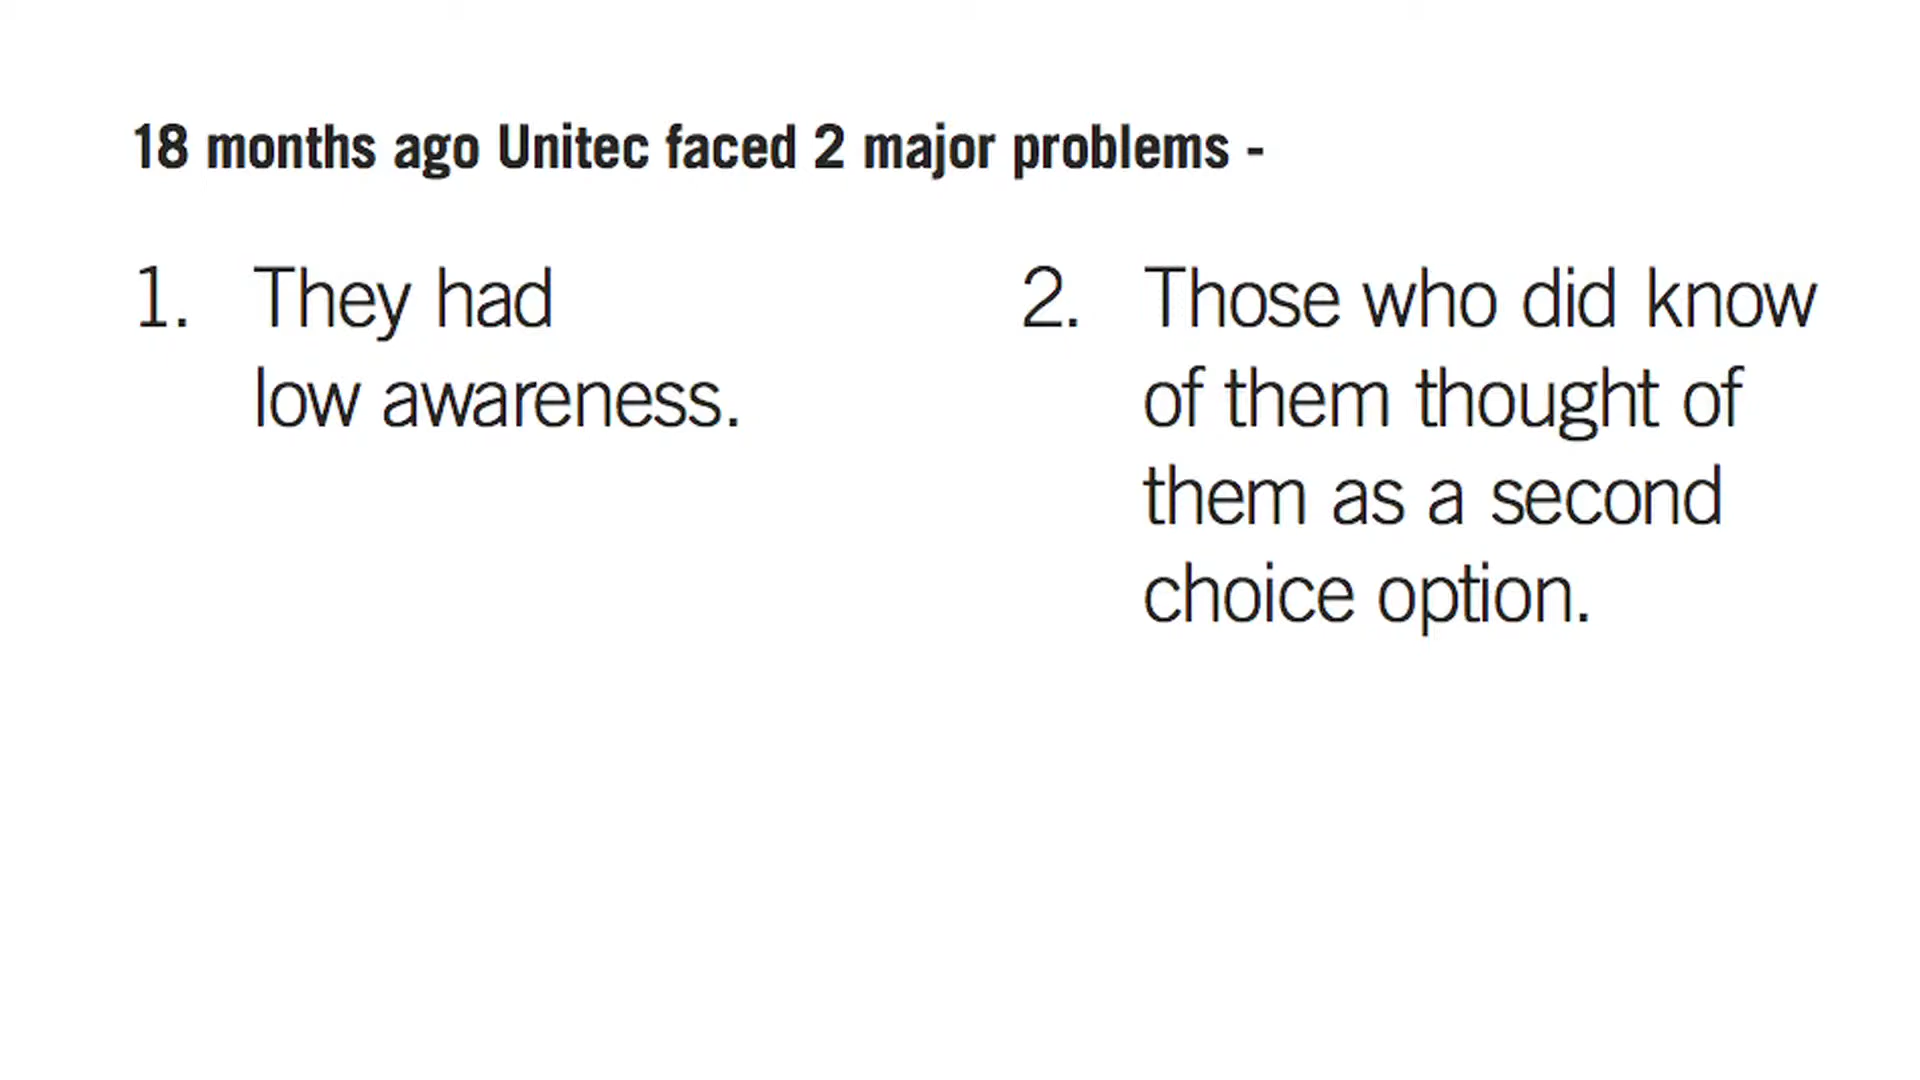 18 months ago Unitec faced 2 major problems -
1. They had
low awareness.
2. Those who did know
of them thought of
them as a second
choice option.